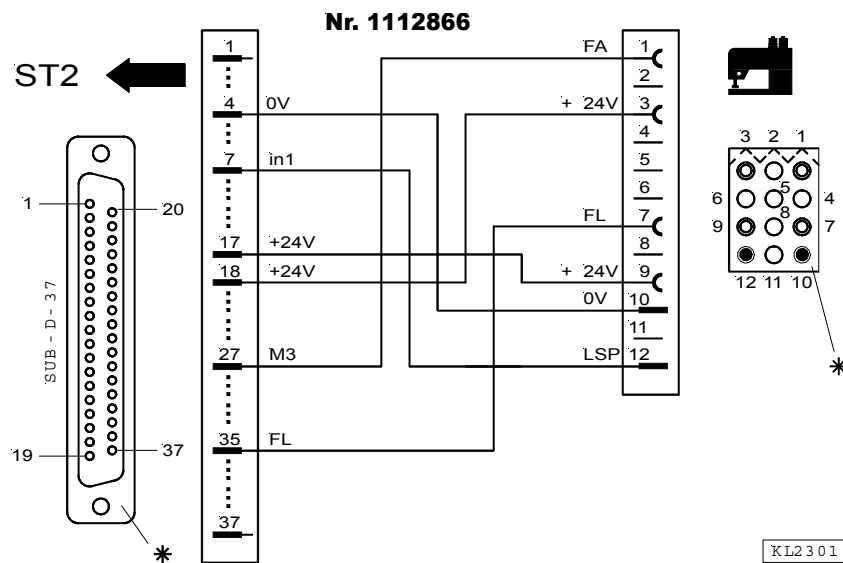 Nr. 1112866
ST2
SUB-D-37
1
20
19
37
1
4 0V
7 in1
17 +24V
18 +24V
27 M3
35 FL
37
FA 1
2
+ 24V 3
4
5
6
FL 7
8
+ 24V 9
0V 10
11
LSP 12
3 2 1
6 5 4
9 8 7
12 11 10
KL2301